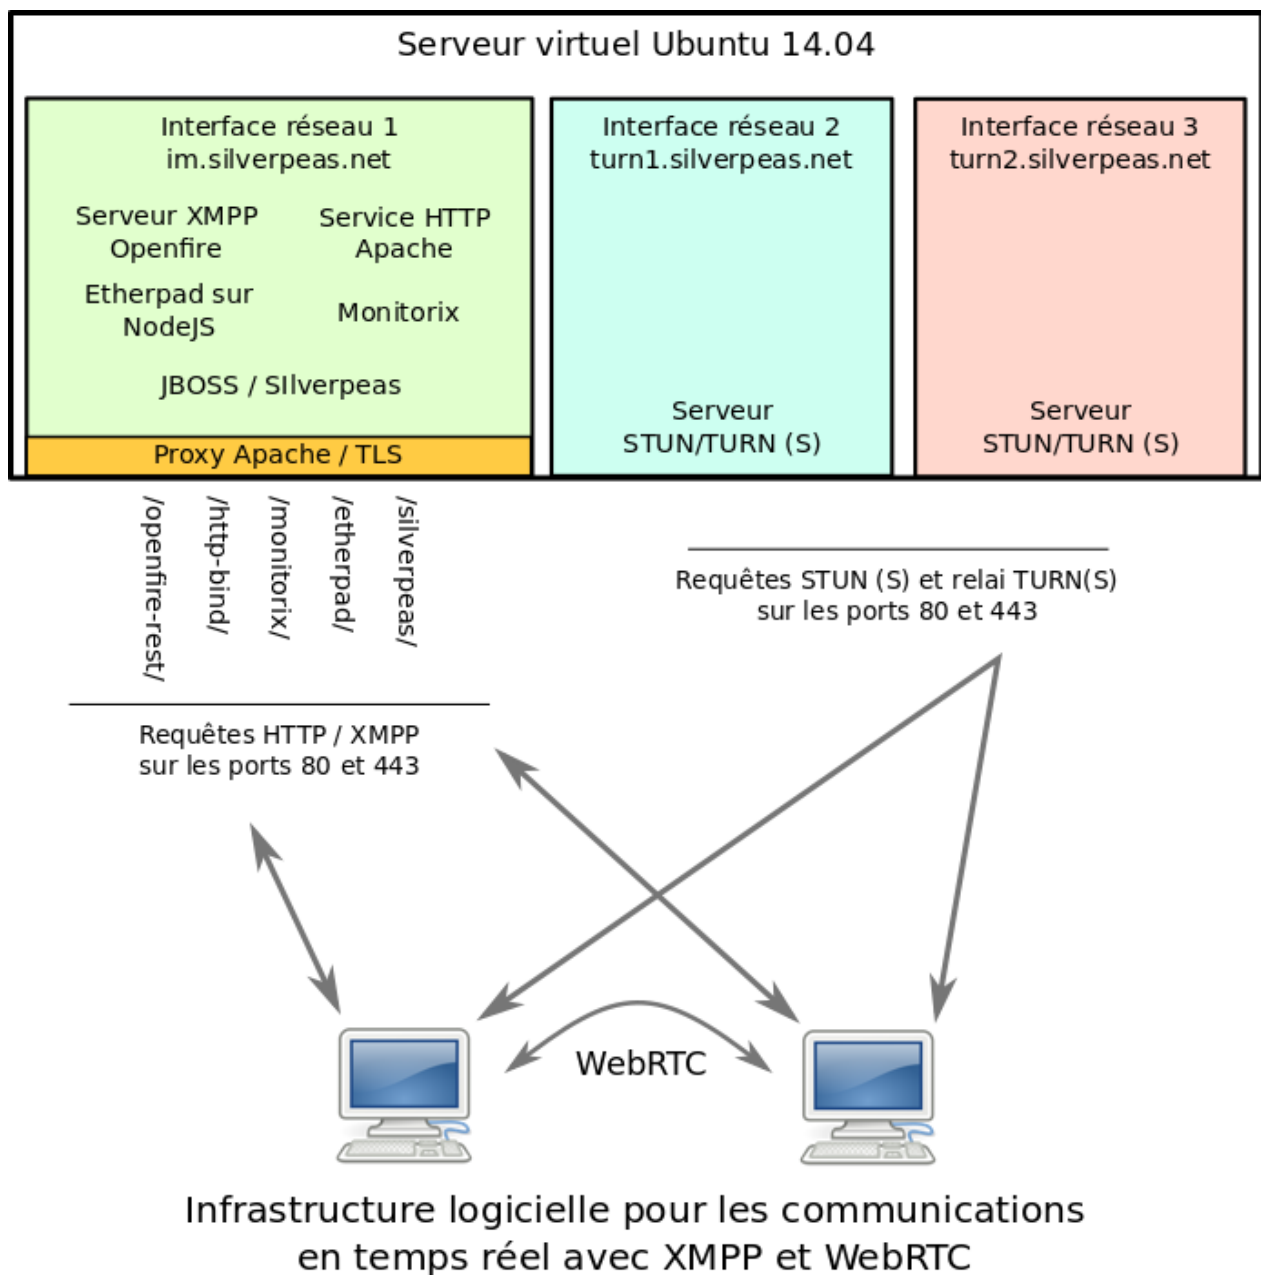 Serveur virtuel Ubuntu 14.04
Interface réseau 1
im.silverpeas.net
Serveur XMPP
Openfire
Service HTTP
Apache
Etherpad sur
NodeJS
Monitorix
JBOSS / SIlverpeas
Proxy Apache / TLS
Interface réseau 2
turn1.silverpeas.net
Serveur
STUN/TURN (S)
Interface réseau 3
turn2.silverpeas.net
Serveur
STUN/TURN (S)
/openfire-rest/
/http-bind/
/monitorix/
/etherpad/
/silverpeas/
Requêtes HTTP / XMPP
sur les ports 80 et 443
Requêtes STUN (S) et relai TURN(S)
sur les ports 80 et 443
WebRTC
Infrastructure logicielle pour les communications
en temps réel avec XMPP et WebRTC